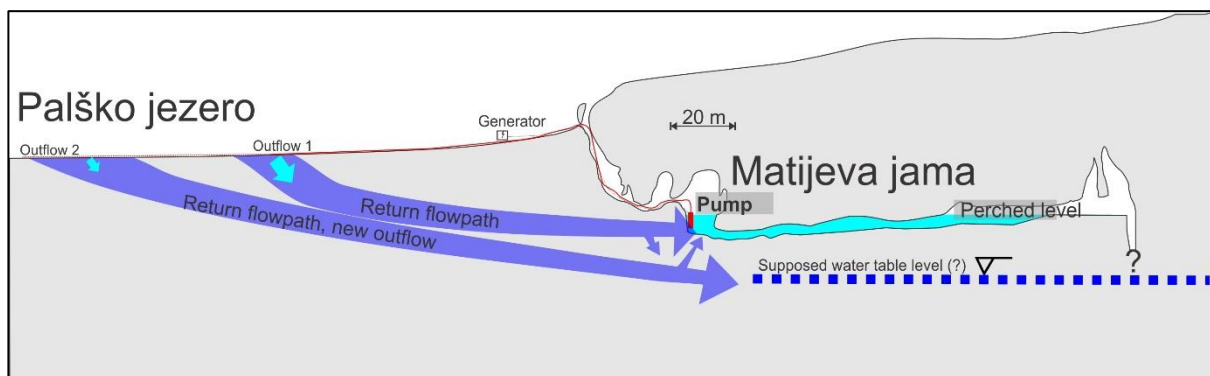 Palško jezero
Generator
20 m
Outflow 2
Outflow 1
Matijeva jama
Pump
Return flowpath
Perched level
Return flowpath, new outflow
Supposed water table level (?)
?